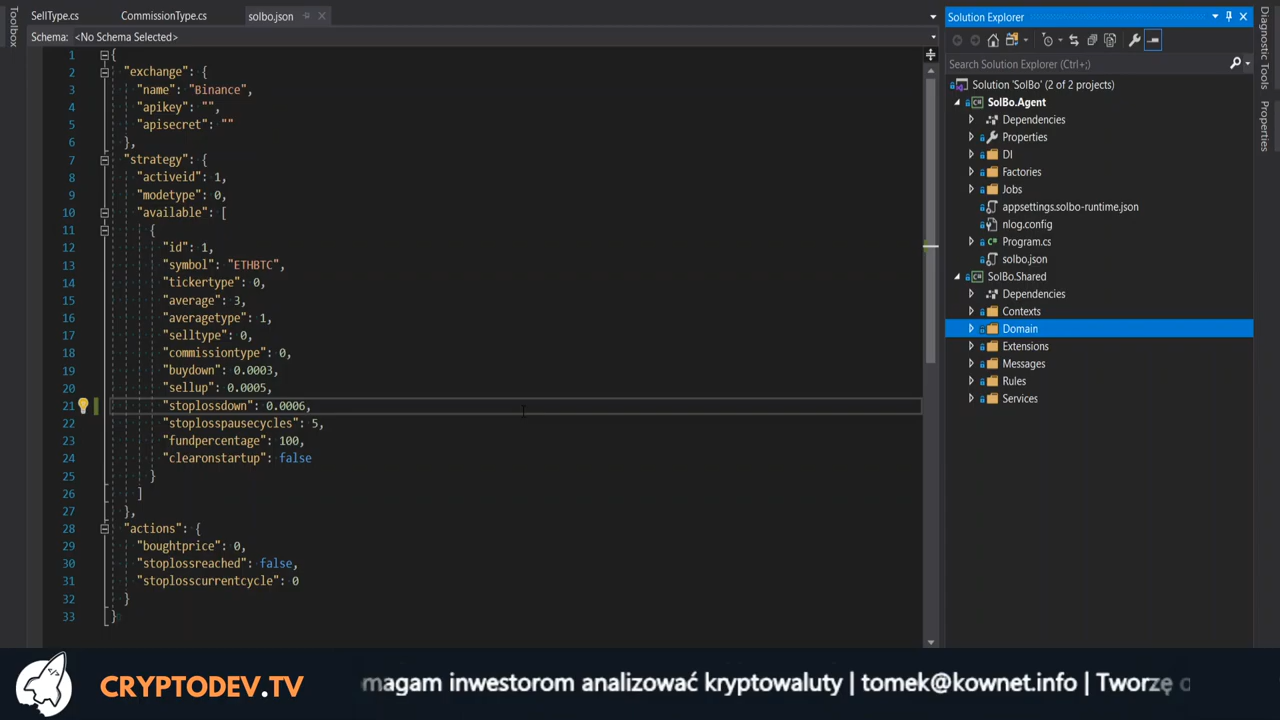 SellType.cs
CommissionType.cs
solbo.json
Schema: <No Schema Selected>
1 {
2 "exchange": {
3 "name": "Binance",
4 "apikey": "",
5 "apisecret": ""
6 },
7 "strategy": {
8 "activeid": 1,
9 "modetype": 0,
10 "available": [
11 {
12 "id": 1,
13 "symbol": "ETHBTC",
14 "tickertype": 0,
15 "average": 3,
16 "averagetype": 1,
17 "selltype": 0,
18 "commissiontype": 0,
19 "buydown": 0.0003,
20 "sellup": 0.0005,
21 "stoplossdown": 0.0006,
22 "stoplosspausecycles": 5,
23 "fundpercentage": 100,
24 "clearonstartup": false
25 }
26 ]
27 },
28 "actions": {
29 "boughtprice": 0,
30 "stoplossreached": false,
31 "stoplosscurrentcycle": 0
32 }
33 }
Toolbox
Solution Explorer
Search Solution Explorer (Ctrl+;)
Solution 'SolBo' (2 of 2 projects)
SolBo.Agent
Dependencies
Properties
DI
Factories
Jobs
appsettings.solbo-runtime.json
nlog.config
Program.cs
solbo.json
SolBo.Shared
Dependencies
Contexts
Domain
Extensions
Messages
Rules
Services
Diagnostic Tools
Properties
CRYPTODEV.TV
omagam inwestorom analizować kryptowaluty | tomek@kownet.info | Tworzę